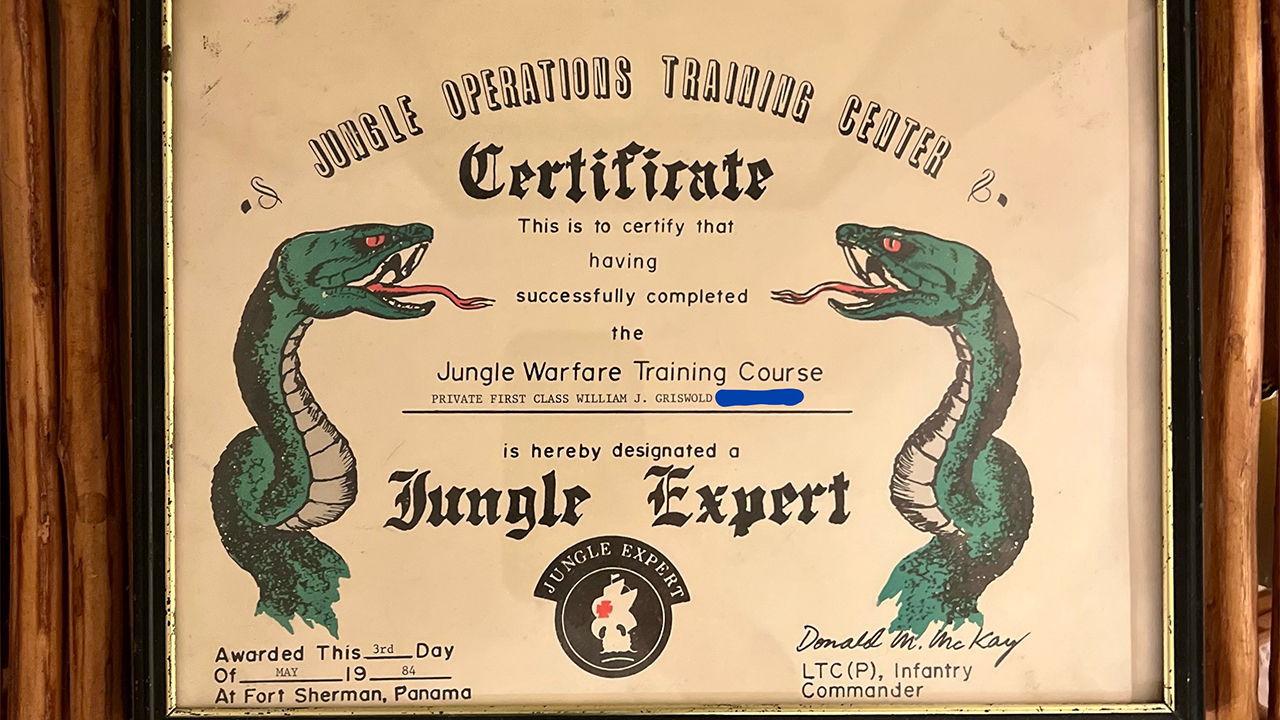 JUNGLE OPERATIONS TRAINING CENTER
Certificate
This is to certify that
having
successfully completed
the
Jungle Warfare Training Course
PRIVATE FIRST CLASS WILLIAM J. GRISWOLD
is hereby designated a
Jungle Expert
JUNGLE EXPERT
Awarded This 3rd Day
Of MAY 19 84
At Fort Sherman, Panama
Donald M. McKay
LTC(P), Infantry
Commander